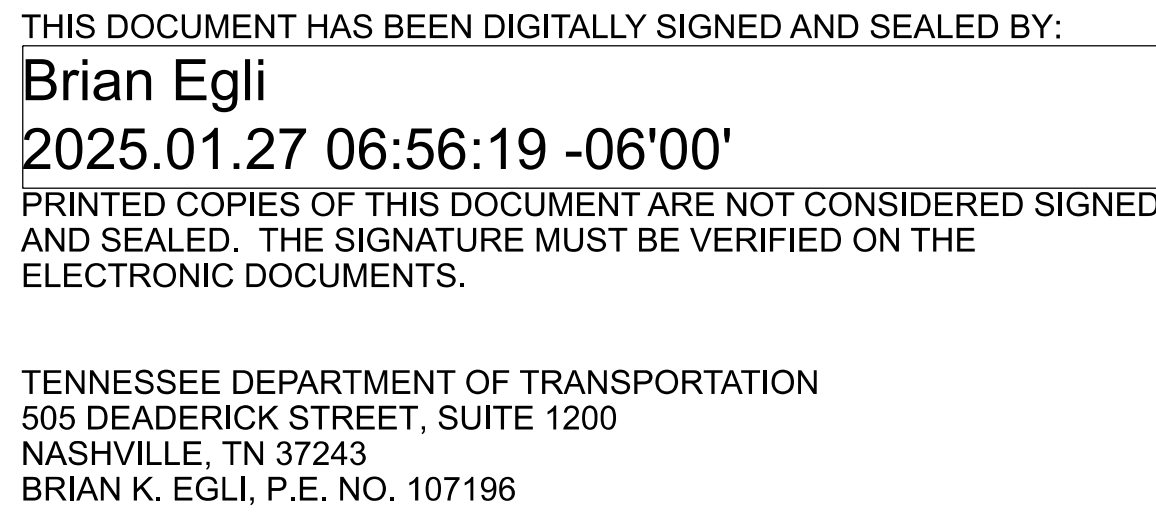 THIS DOCUMENT HAS BEEN DIGITALLY SIGNED AND SEALED BY:
Brian Egli
2025.01.27 06:56:19 -06'00'
PRINTED COPIES OF THIS DOCUMENT ARE NOT CONSIDERED SIGNED
AND SEALED.  THE SIGNATURE MUST BE VERIFIED ON THE
ELECTRONIC DOCUMENTS.
TENNESSEE DEPARTMENT OF TRANSPORTATION
505 DEADERICK STREET, SUITE 1200
NASHVILLE, TN 37243
BRIAN K. EGLI, P.E. NO. 107196